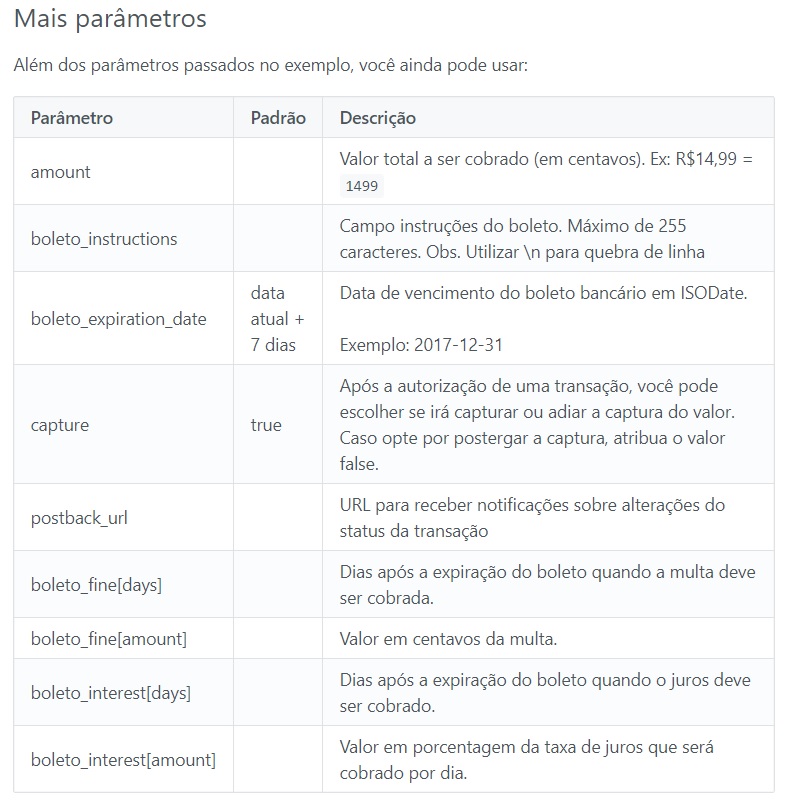 Mais parâmetros
Além dos parâmetros passados no exemplo, você ainda pode usar:
Parâmetro Padrão Descrição
amount
Valor total a ser cobrado (em centavos). Ex: R$14,99 =
1499
boleto_instructions
Campo instruções do boleto. Máximo de 255
caracteres. Obs. Utilizar \n para quebra de linha
boleto_expiration_date
data
atual +
7 dias
Data de vencimento do boleto bancário em ISODate.
Exemplo: 2017-12-31
capture
true
Após a autorização de uma transação, você pode
escolher se irá capturar ou adiar a captura do valor.
Caso opte por postergar a captura, atribua o valor
false.
postback_url
URL para receber notificações sobre alterações do
status da transação
boleto_fine[days]
Dias após a expiração do boleto quando a multa deve
ser cobrada.
boleto_fine[amount]
Valor em centavos da multa.
boleto_interest[days]
Dias após a expiração do boleto quando o juros deve
ser cobrado.
boleto_interest[amount]
Valor em porcentagem da taxa de juros que será
cobrado por dia.